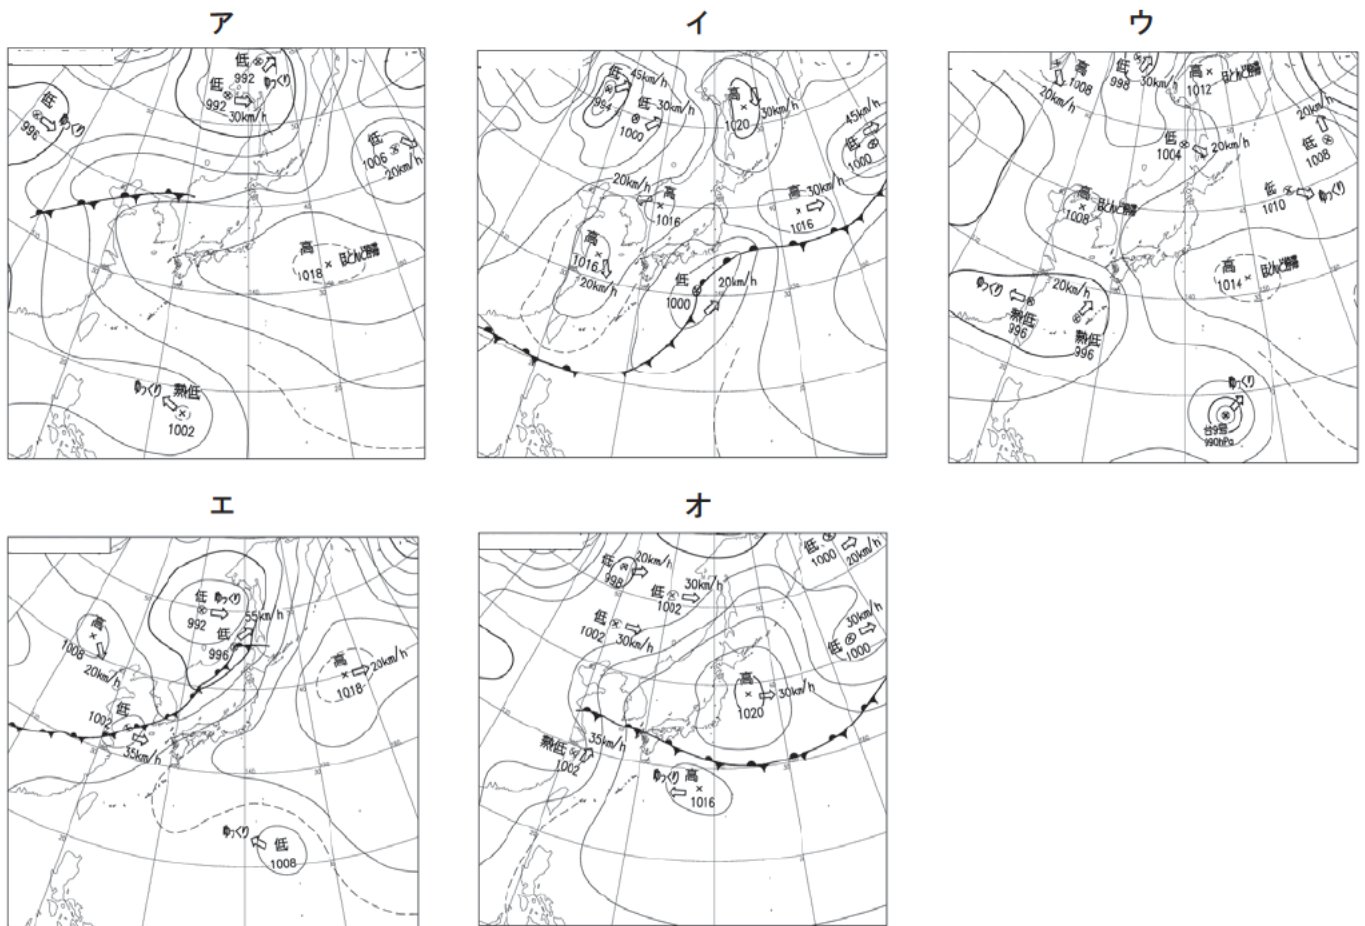 ア
低
992
ゆっくり
低
992
30km/h
低
996
ゆっくり
低
1006
20km/h
高
1018
ほとんど停滞
ゆっくり
熱低
1002
イ
低
45km/h
994
低
30km/h
1000
高
1020
30km/h
45km/h
低
1000
20km/h
高
1016
高
30km/h
1016
高
1016
20km/h
低
1000
20km/h
ウ
高
1008
20km/h
低
998
30km/h
高
1012
ほとんど停滞
20km/h
低
1008
低
1004
20km/h
高
1008
ほとんど停滞
低
1010
ゆっくり
高
1014
ほとんど停滞
ゆっくり
熱低
996
20km/h
熱低
996
ゆっくり
台9号
990hPa
エ
低
ゆっくり
992
低
55km/h
996
高
1008
20km/h
高
1018
20km/h
低
1002
35km/h
ゆっくり
低
1008
オ
低
20km/h
998
低
30km/h
1002
低
1002
30km/h
低
1000
20km/h
30km/h
低
1000
高
1020
30km/h
熱低
1002
35km/h
ゆっくり
高
1016